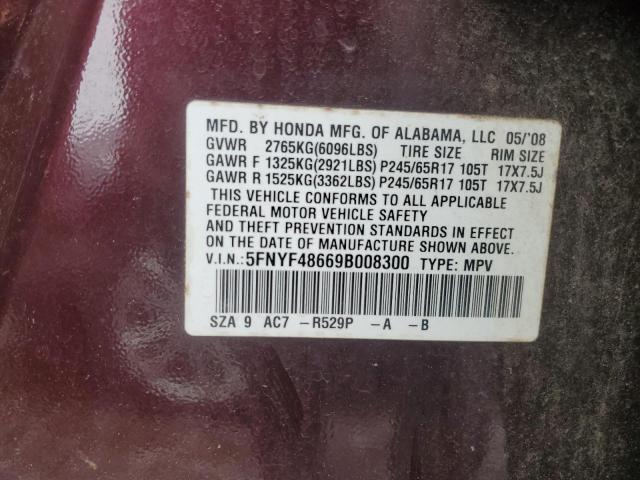 MFD. BY HONDA MFG. OF ALABAMA, LLC 05/'08
GVWR 2765KG(6096LBS) TIRE SIZE RIM SIZE
GAWR F 1325KG(2921LBS) P245/65R17 105T 17X7.5J
GAWR R 1525KG(3362LBS) P245/65R17 105T 17X7.5J
THIS VEHICLE CONFORMS TO ALL APPLICABLE
FEDERAL MOTOR VEHICLE SAFETY
AND THEFT PREVENTION STANDARDS IN EFFECT
ON THE DATE OF MANUFACTURE SHOWN ABOVE.
V.I.N.: 5FNYF48669B008300 TYPE: MPV
SZA 9 AC7 -R529P -A -B